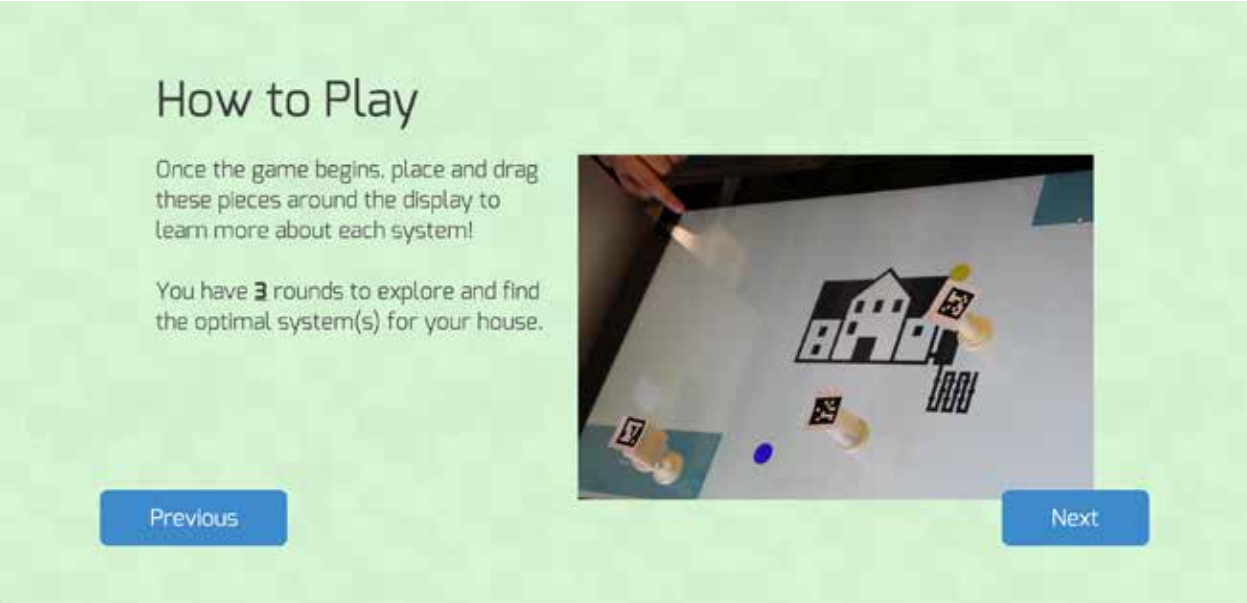 How to Play
Once the game begins, place and drag
these pieces around the display to
learn more about each system!
You have 3 rounds to explore and find
the optimal system(s) for your house.
Previous
Next